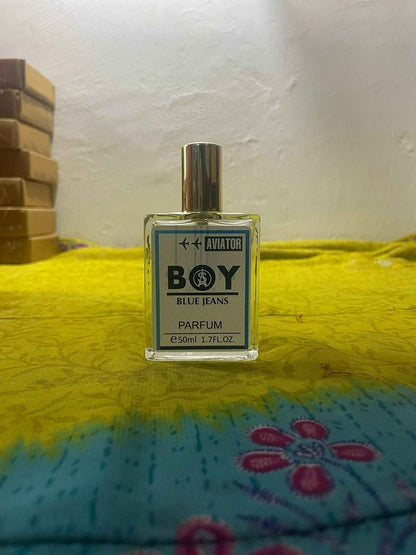 AVIATOR
BOY
BLUE JEANS
PARFUM
℮50ml 1.7FL.OZ.